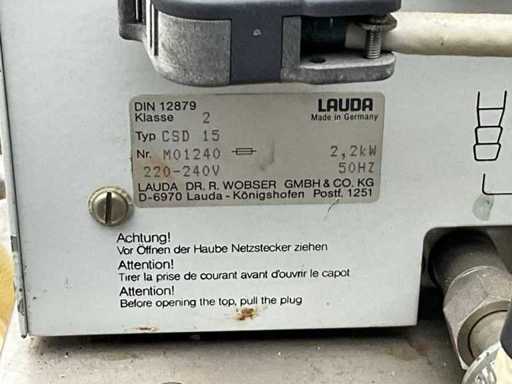 DIN 12879
Klasse 2
LAUDA
Made in Germany
Typ CSD 15
Nr. M01240 2,2kW
220-240V 50HZ
LAUDA DR. R. WOBSER GMBH & CO. KG
D-6970 Lauda - Königshofen Postf. 1251
Achtung!
Vor Öffnen der Haube Netzstecker ziehen
Attention!
Tirer la prise de courant avant d'ouvrir le capot
Attention!
Before opening the top, pull the plug